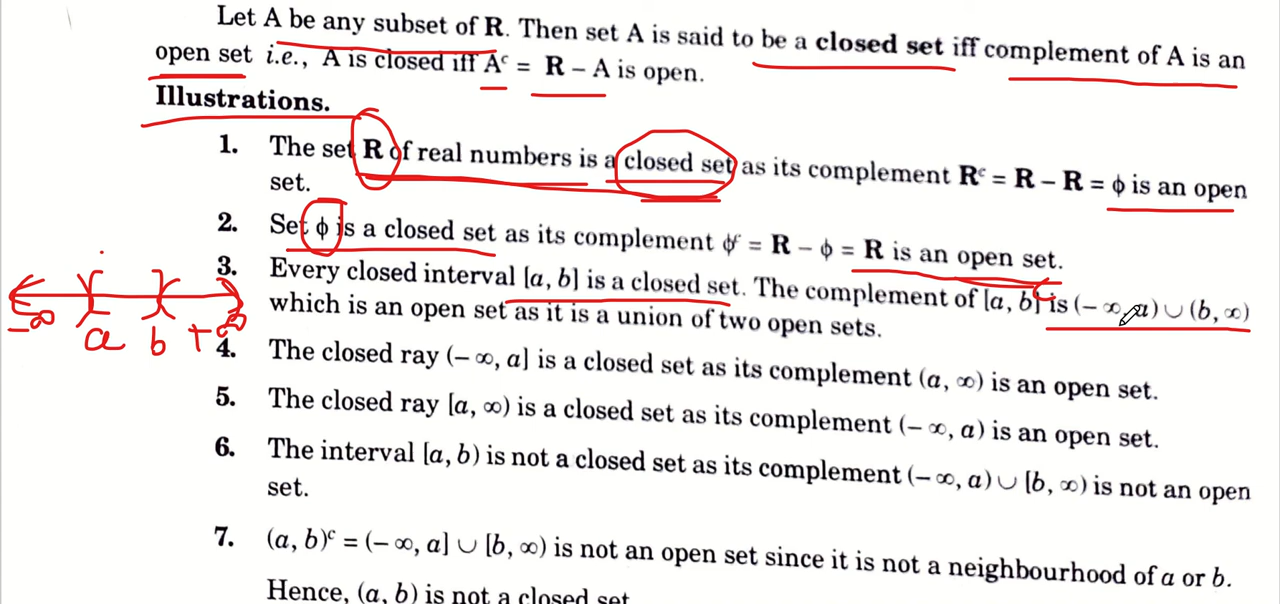 Let A be any subset of R. Then set A is said to be a closed set iff complement of A is an
open set i.e., A is closed iff Aᶜ = R – A is open.
Illustrations.
1. The set R of real numbers is a closed set as its complement Rᶜ = R – R = ϕ is an open
set.
2. Set ϕ is a closed set as its complement ϕᶜ = R – ϕ = R is an open set.
3. Every closed interval [a, b] is a closed set. The complement of [a, b] is (– ∞, a) ∪ (b, ∞)
which is an open set as it is a union of two open sets.
-∞ a b +∞
4. The closed ray (– ∞, a] is a closed set as its complement (a, ∞) is an open set.
5. The closed ray [a, ∞) is a closed set as its complement (– ∞, a) is an open set.
6. The interval [a, b) is not a closed set as its complement (– ∞, a) ∪ [b, ∞) is not an open
set.
7. (a, b)ᶜ = (– ∞, a] ∪ [b, ∞) is not an open set since it is not a neighbourhood of a or b.
Hence, (a, b) is not a closed set